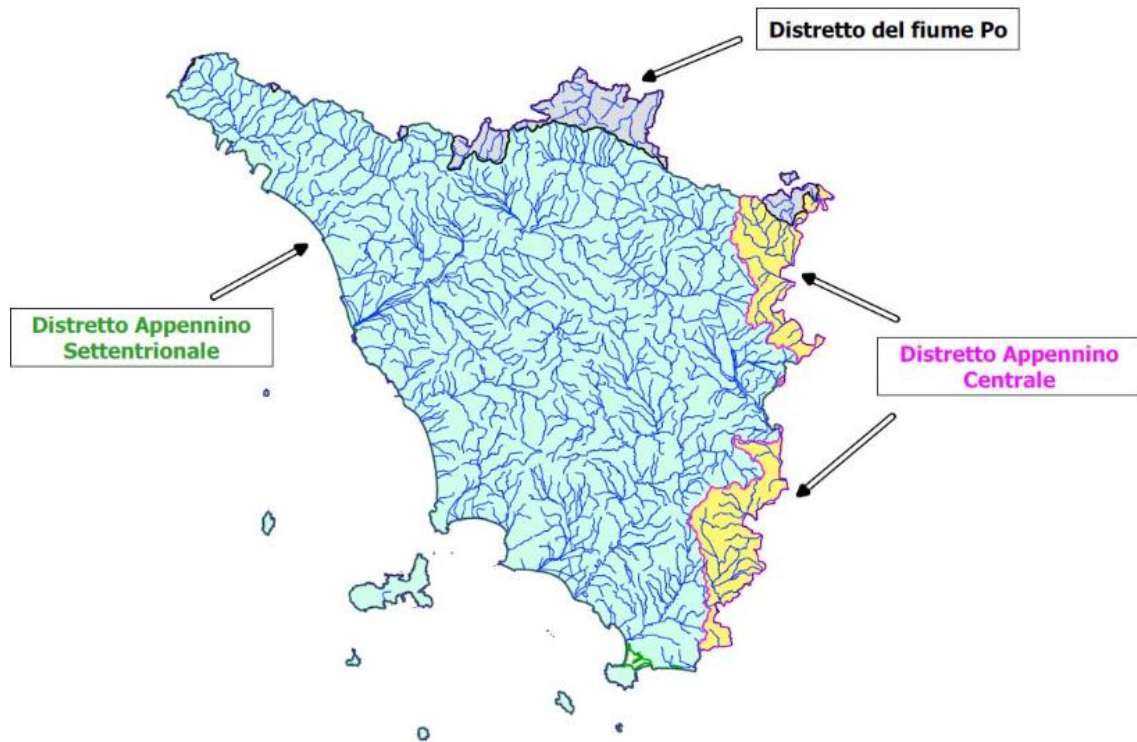 Distretto del fiume Po
Distretto Appennino
Settentrionale
Distretto Appennino
Centrale